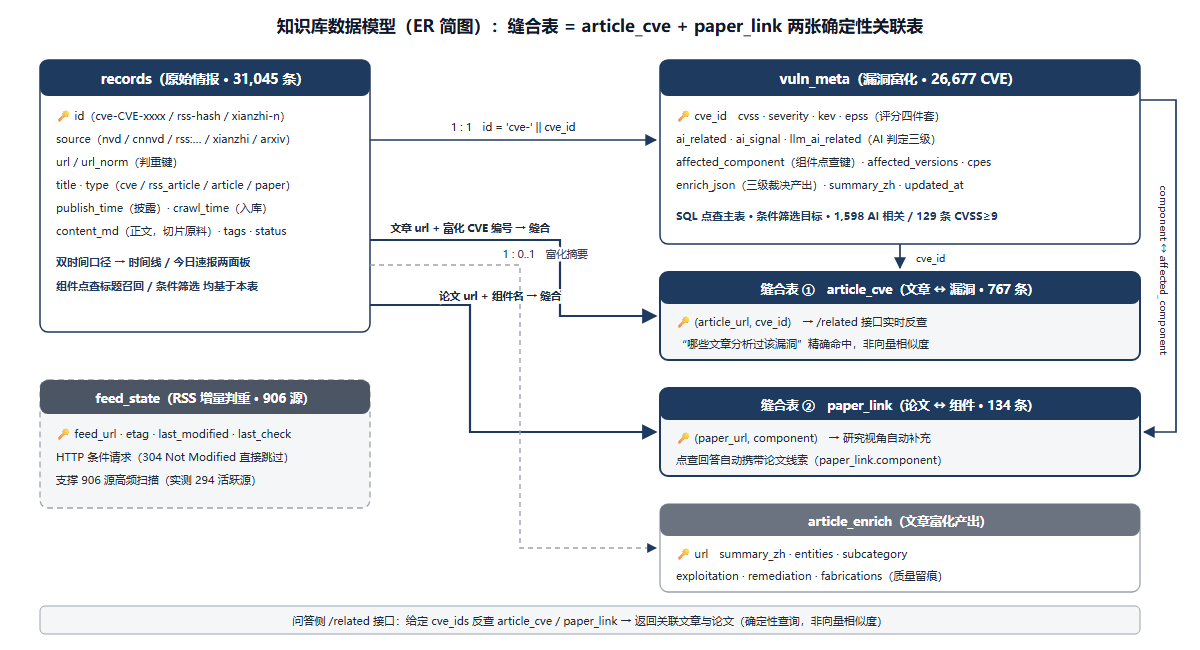 知识库数据模型（ER 简图）：缝合表 = article_cve + paper_link 两张确定性关联表
records（原始情报 • 31,045 条）
🔑 id（cve-CVE-xxxx / rss-hash / xianzhi-n）
source（nvd / cnnvd / rss:... / xianzhi / arxiv）
url / url_norm（判重键）
title · type（cve / rss_article / article / paper）
publish_time（披露）· crawl_time（入库）
content_md（正文，切片原料）· tags · status
双时间口径 → 时间线 / 今日速报两面板
组件点查标题召回 / 条件筛选 均基于本表
1 : 1   id = 'cve-' || cve_id
文章 url + 富化 CVE 编号 → 缝合
1 : 0..1   富化摘要
论文 url + 组件名 → 缝合
vuln_meta（漏洞富化 • 26,677 CVE）
🔑 cve_id   cvss · severity · kev · epss（评分四件套）
ai_related · ai_signal · llm_ai_related（AI 判定三级）
affected_component（组件点查键）· affected_versions · cpes
enrich_json（三级裁决产出）· summary_zh · updated_at
SQL 点查主表 • 条件筛选目标 • 1,598 AI 相关 / 129 条 CVSS≥9
cve_id
component ↔ affected_component
缝合表 ①   article_cve（文章 ↔ 漏洞 • 767 条）
🔑 (article_url, cve_id)   → /related 接口实时反查
“哪些文章分析过该漏洞”精确命中，非向量相似度
feed_state（RSS 增量判重 • 906 源）
🔑 feed_url · etag · last_modified · last_check
HTTP 条件请求（304 Not Modified 直接跳过）
支撑 906 源高频扫描（实测 294 活跃源）
缝合表 ②   paper_link（论文 ↔ 组件 • 134 条）
🔑 (paper_url, component)   → 研究视角自动补充
点查回答自动携带论文线索（paper_link.component）
article_enrich（文章富化产出）
🔑 url   summary_zh · entities · subcategory
exploitation · remediation · fabrications（质量留痕）
问答侧 /related 接口：给定 cve_ids 反查 article_cve / paper_link → 返回关联文章与论文（确定性查询，非向量相似度）